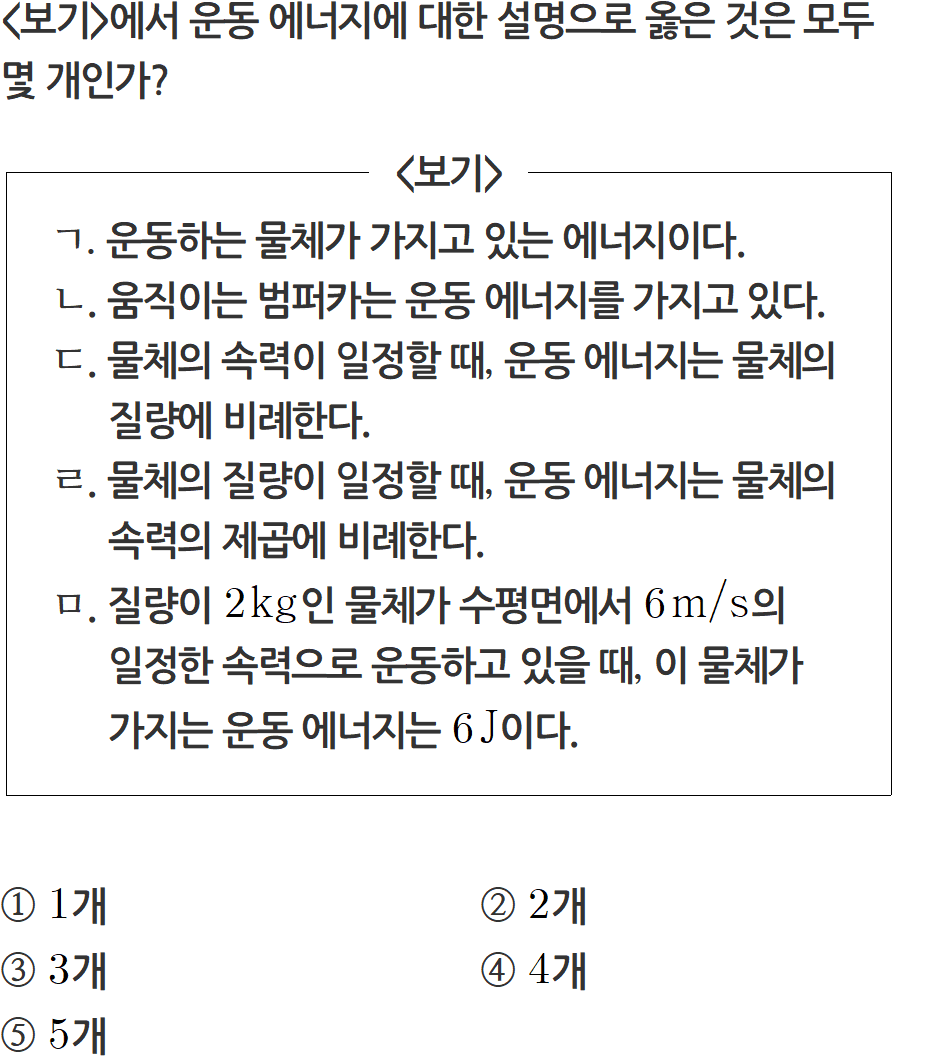 <보기>에서 운동 에너지에 대한 설명으로 옳은 것은 모두
몇 개인가?
<보기>
ㄱ. 운동하는 물체가 가지고 있는 에너지이다.
ㄴ. 움직이는 범퍼카는 운동 에너지를 가지고 있다.
ㄷ. 물체의 속력이 일정할 때, 운동 에너지는 물체의
질량에 비례한다.
ㄹ. 물체의 질량이 일정할 때, 운동 에너지는 물체의
속력의 제곱에 비례한다.
ㅁ. 질량이 2kg인 물체가 수평면에서 6m/s의
일정한 속력으로 운동하고 있을 때, 이 물체가
가지는 운동 에너지는 6J이다.
① 1개 ② 2개
③ 3개 ④ 4개
⑤ 5개